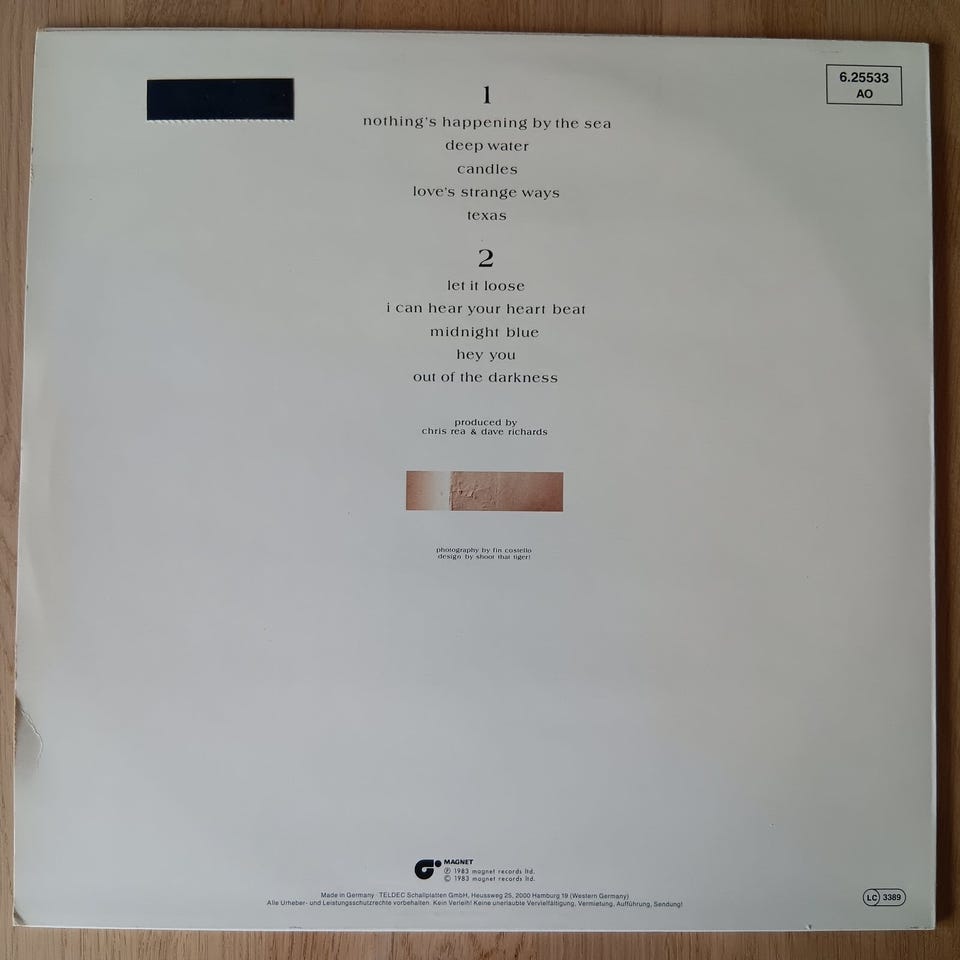 6.25533
AO
1
nothing's happening by the sea
deep water
candles
love's strange ways
texas
2
let it loose
i can hear your heart beat
midnight blue
hey you
out of the darkness
produced by
chris rea & dave richards
photography by fin costello
design by shoot that tiger!
MAGNET
℗ 1983 magnet records ltd.
© 1983 magnet records ltd.
Made in Germany · TELDEC Schallplatten GmbH, Heussweg 25, 2000 Hamburg 19 (Western Germany)
Alle Urheber- und Leistungsschutzrechte vorbehalten. Kein Verleih! Keine unerlaubte Vervielfältigung, Vermietung, Aufführung, Sendung!
LC 3389